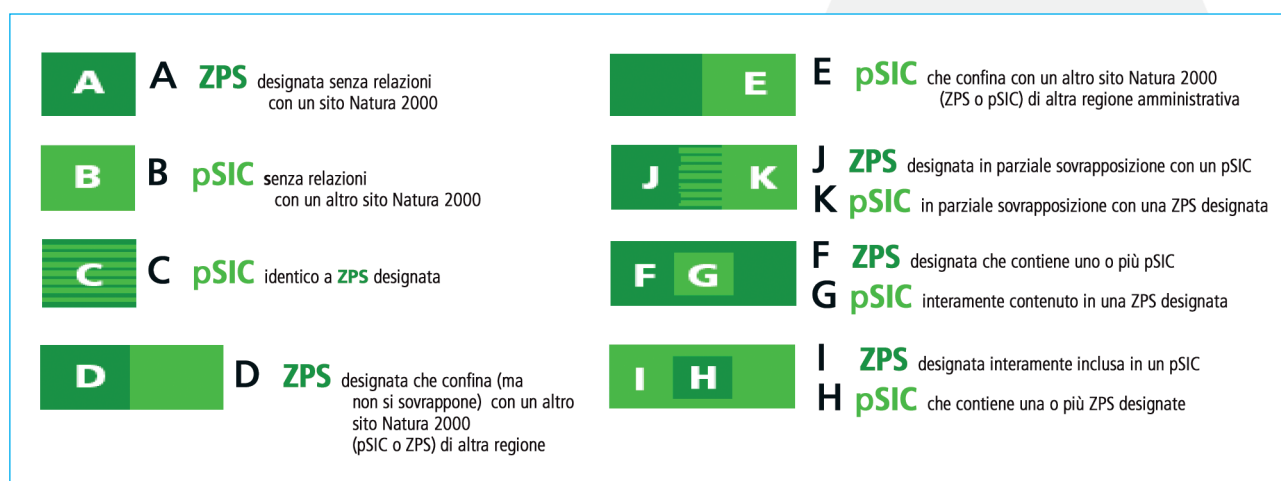 A A ZPS designata senza relazioni
con un sito Natura 2000
B B pSIC senza relazioni
con un altro sito Natura 2000
C C pSIC identico a ZPS designata
D D ZPS designata che confina (ma
non si sovrappone) con un altro
sito Natura 2000
(pSIC o ZPS) di altra regione
E E pSIC che confina con un altro sito Natura 2000
(ZPS o pSIC) di altra regione amministrativa
J K J ZPS designata in parziale sovrapposizione con un pSIC
K pSIC in parziale sovrapposizione con una ZPS designata
F G F ZPS designata che contiene uno o più pSIC
G pSIC interamente contenuto in una ZPS designata
I H I ZPS designata interamente inclusa in un pSIC
H pSIC che contiene una o più ZPS designate